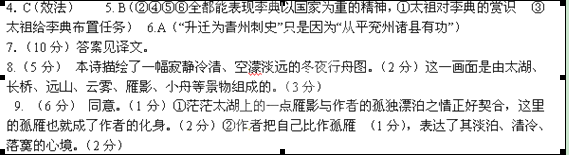 4. C（效法） 5. B（②④⑤⑥全都能表现李典以国家为重的精神，①太祖对李典的赏识 ③
太祖给李典布置任务） 6.A（“升迁为青州刺史”只是因为“从平兖州诸县有功”）
7.（10分）答案见译文。
8.（5分） 本诗描绘了一幅寂静冷清、空濛淡远的冬夜行舟图。（2分）这一画面是由太湖、
长桥、远山、云雾、雁影、小舟等景物组成的。（3分）
9. （6分） 同意。（1分）①茫茫太湖上的一点雁影与作者的孤独漂泊之情正好契合，这里
的孤雁也就成了作者的化身。（2分）②作者把自己比作孤雁 （1分），表达了其淡泊、清冷、
落寞的心境。（2分）